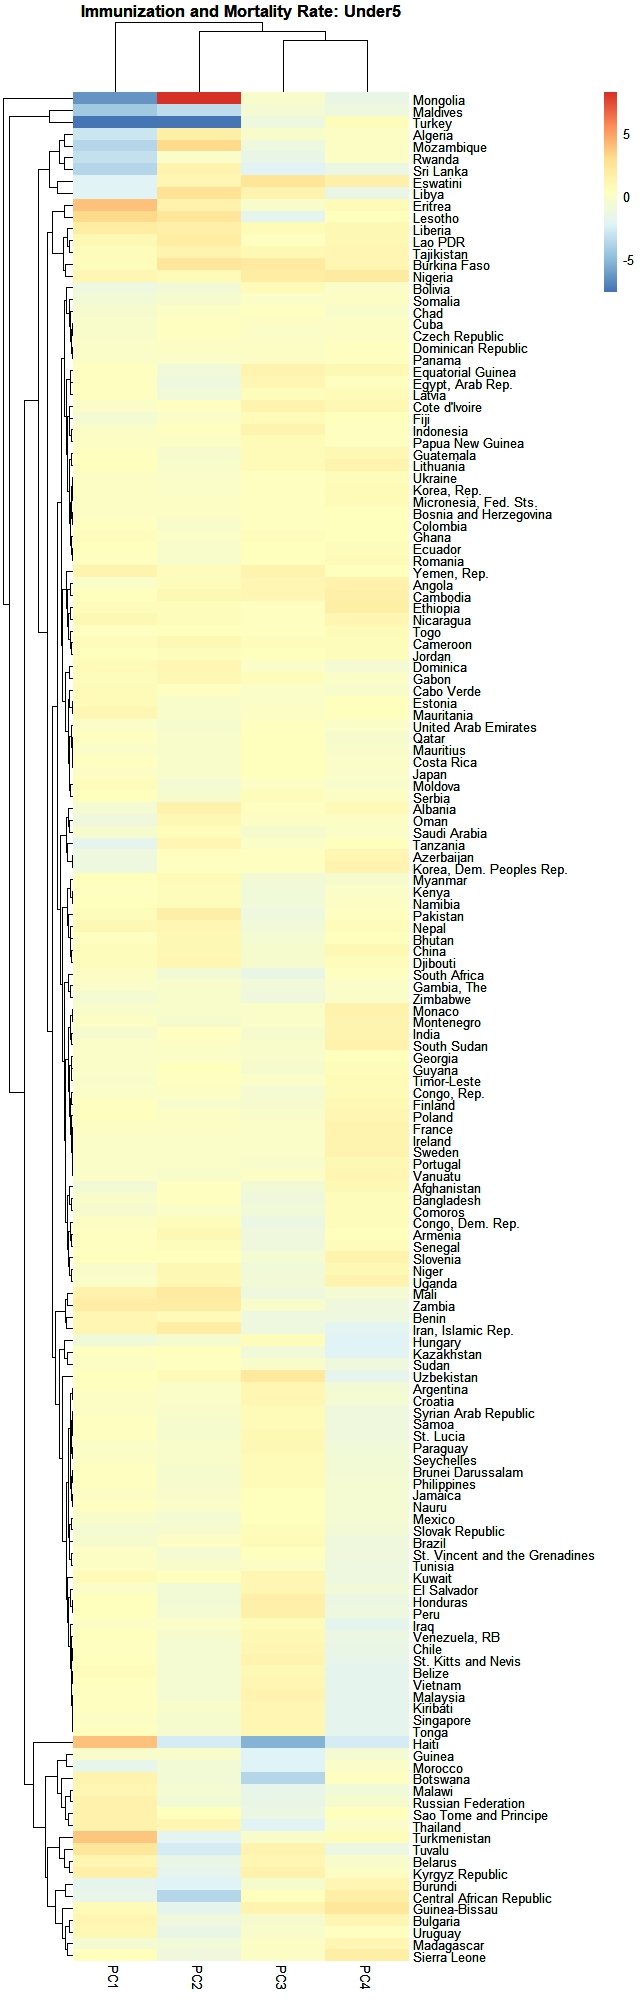 Immunization and Mortality Rate: Under5
Mongolia
Maldives
Turkey
Algeria
Mozambique
Rwanda
Sri Lanka
Eswatini
Libya
Eritrea
Lesotho
Liberia
Lao PDR
Tajikistan
Burkina Faso
Nigeria
Bolivia
Somalia
Chad
Cuba
Czech Republic
Dominican Republic
Panama
Equatorial Guinea
Egypt, Arab Rep.
Latvia
Cote d'Ivoire
Fiji
Indonesia
Papua New Guinea
Guatemala
Lithuania
Ukraine
Korea, Rep.
Micronesia, Fed. Sts.
Bosnia and Herzegovina
Colombia
Ghana
Ecuador
Romania
Yemen, Rep.
Angola
Cambodia
Ethiopia
Nicaragua
Togo
Cameroon
Jordan
Dominica
Gabon
Cabo Verde
Estonia
Mauritania
United Arab Emirates
Qatar
Mauritius
Costa Rica
Japan
Moldova
Serbia
Albania
Oman
Saudi Arabia
Tanzania
Azerbaijan
Korea, Dem. Peoples Rep.
Myanmar
Kenya
Namibia
Pakistan
Nepal
Bhutan
China
Djibouti
South Africa
Gambia, The
Zimbabwe
Monaco
Montenegro
India
South Sudan
Georgia
Guyana
Timor-Leste
Congo, Rep.
Finland
Poland
France
Ireland
Sweden
Portugal
Vanuatu
Afghanistan
Bangladesh
Comoros
Congo, Dem. Rep.
Armenia
Senegal
Slovenia
Niger
Uganda
Mali
Zambia
Benin
Iran, Islamic Rep.
Hungary
Kazakhstan
Sudan
Uzbekistan
Argentina
Croatia
Syrian Arab Republic
Samoa
St. Lucia
Paraguay
Seychelles
Brunei Darussalam
Philippines
Jamaica
Nauru
Mexico
Slovak Republic
Brazil
St. Vincent and the Grenadines
Tunisia
Kuwait
El Salvador
Honduras
Peru
Iraq
Venezuela, RB
Chile
St. Kitts and Nevis
Belize
Vietnam
Malaysia
Kiribati
Singapore
Tonga
Haiti
Guinea
Morocco
Botswana
Malawi
Russian Federation
Sao Tome and Principe
Thailand
Turkmenistan
Tuvalu
Belarus
Kyrgyz Republic
Burundi
Central African Republic
Guinea-Bissau
Bulgaria
Uruguay
Madagascar
Sierra Leone
5
0
-5
PC1
PC2
PC3
PC4